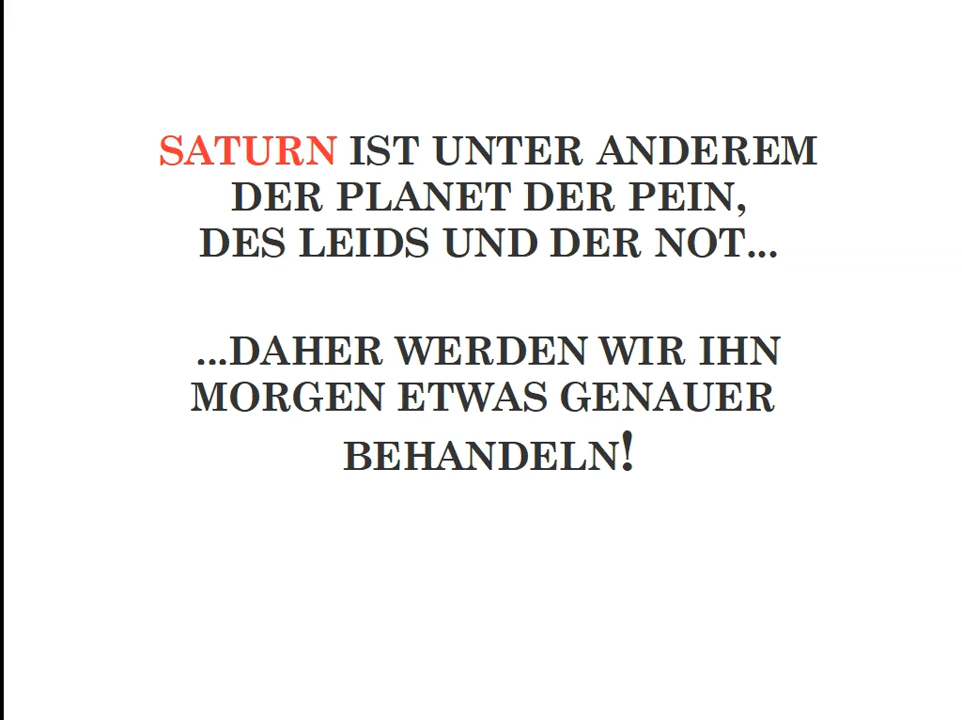 SATURN IST UNTER ANDEREM
DER PLANET DER PEIN,
DES LEIDS UND DER NOT...
...DAHER WERDEN WIR IHN
MORGEN ETWAS GENAUER
BEHANDELN!